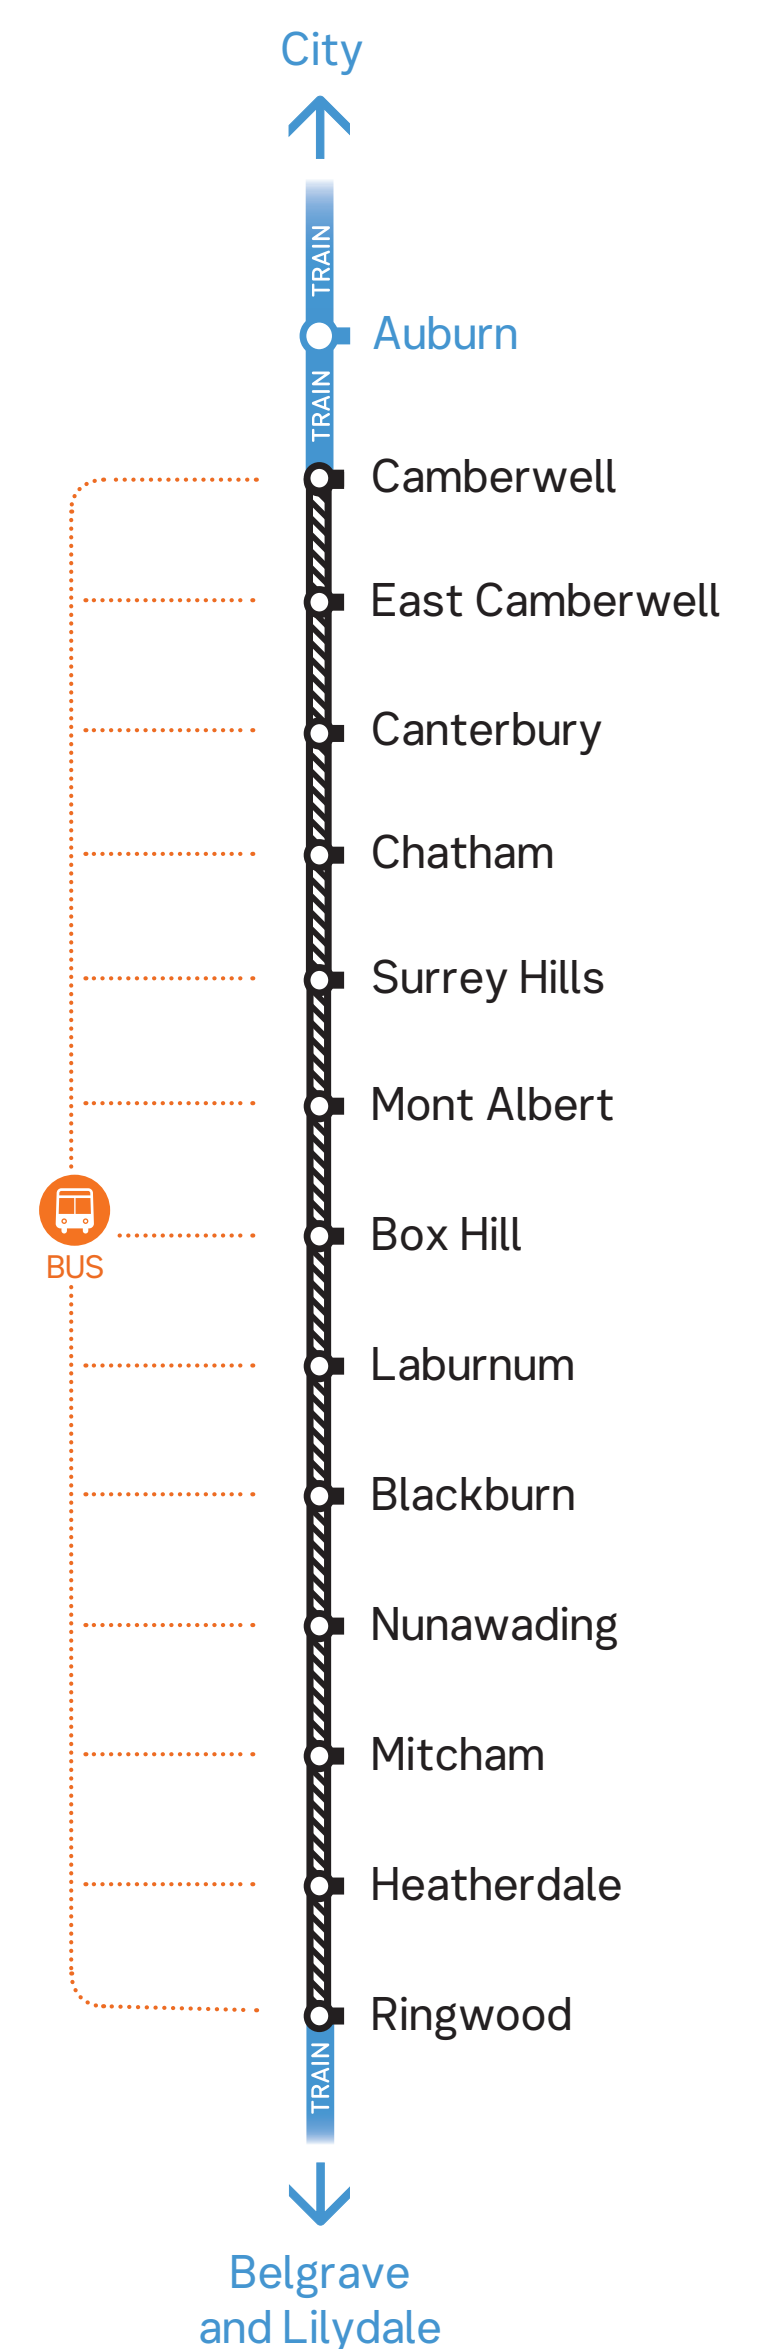 City
TRAIN
Auburn
TRAIN
Camberwell
East Camberwell
Canterbury
Chatham
Surrey Hills
Mont Albert
Box Hill
BUS
Laburnum
Blackburn
Nunawading
Mitcham
Heatherdale
Ringwood
TRAIN
Belgrave
and Lilydale